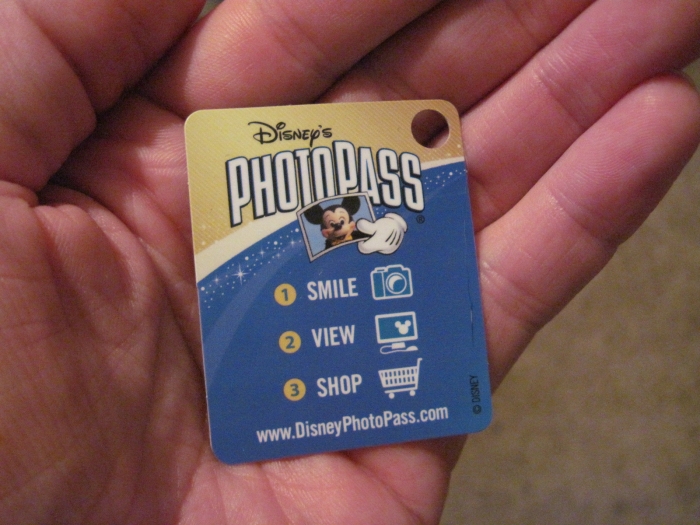 Disney's
PHOTOPASS®
1 SMILE
2 VIEW
3 SHOP
www.DisneyPhotoPass.com
© DISNEY